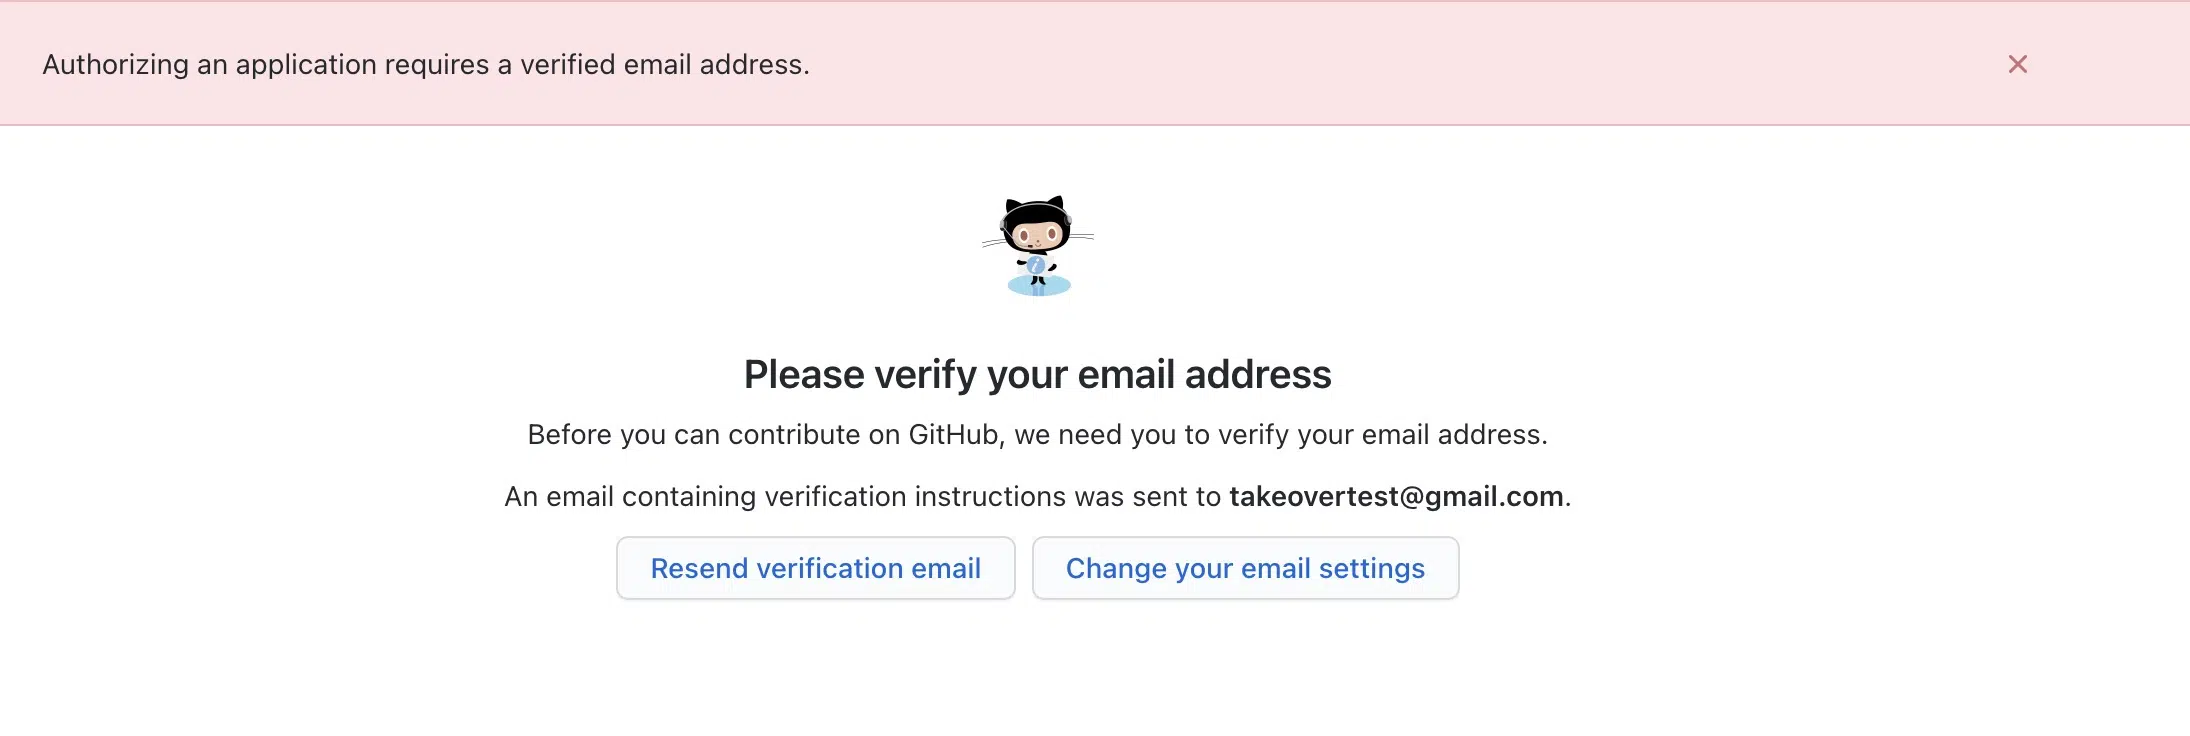 Authorizing an application requires a verified email address.
Please verify your email address
Before you can contribute on GitHub, we need you to verify your email address.
An email containing verification instructions was sent to takeovertest@gmail.com.
Resend verification email
Change your email settings